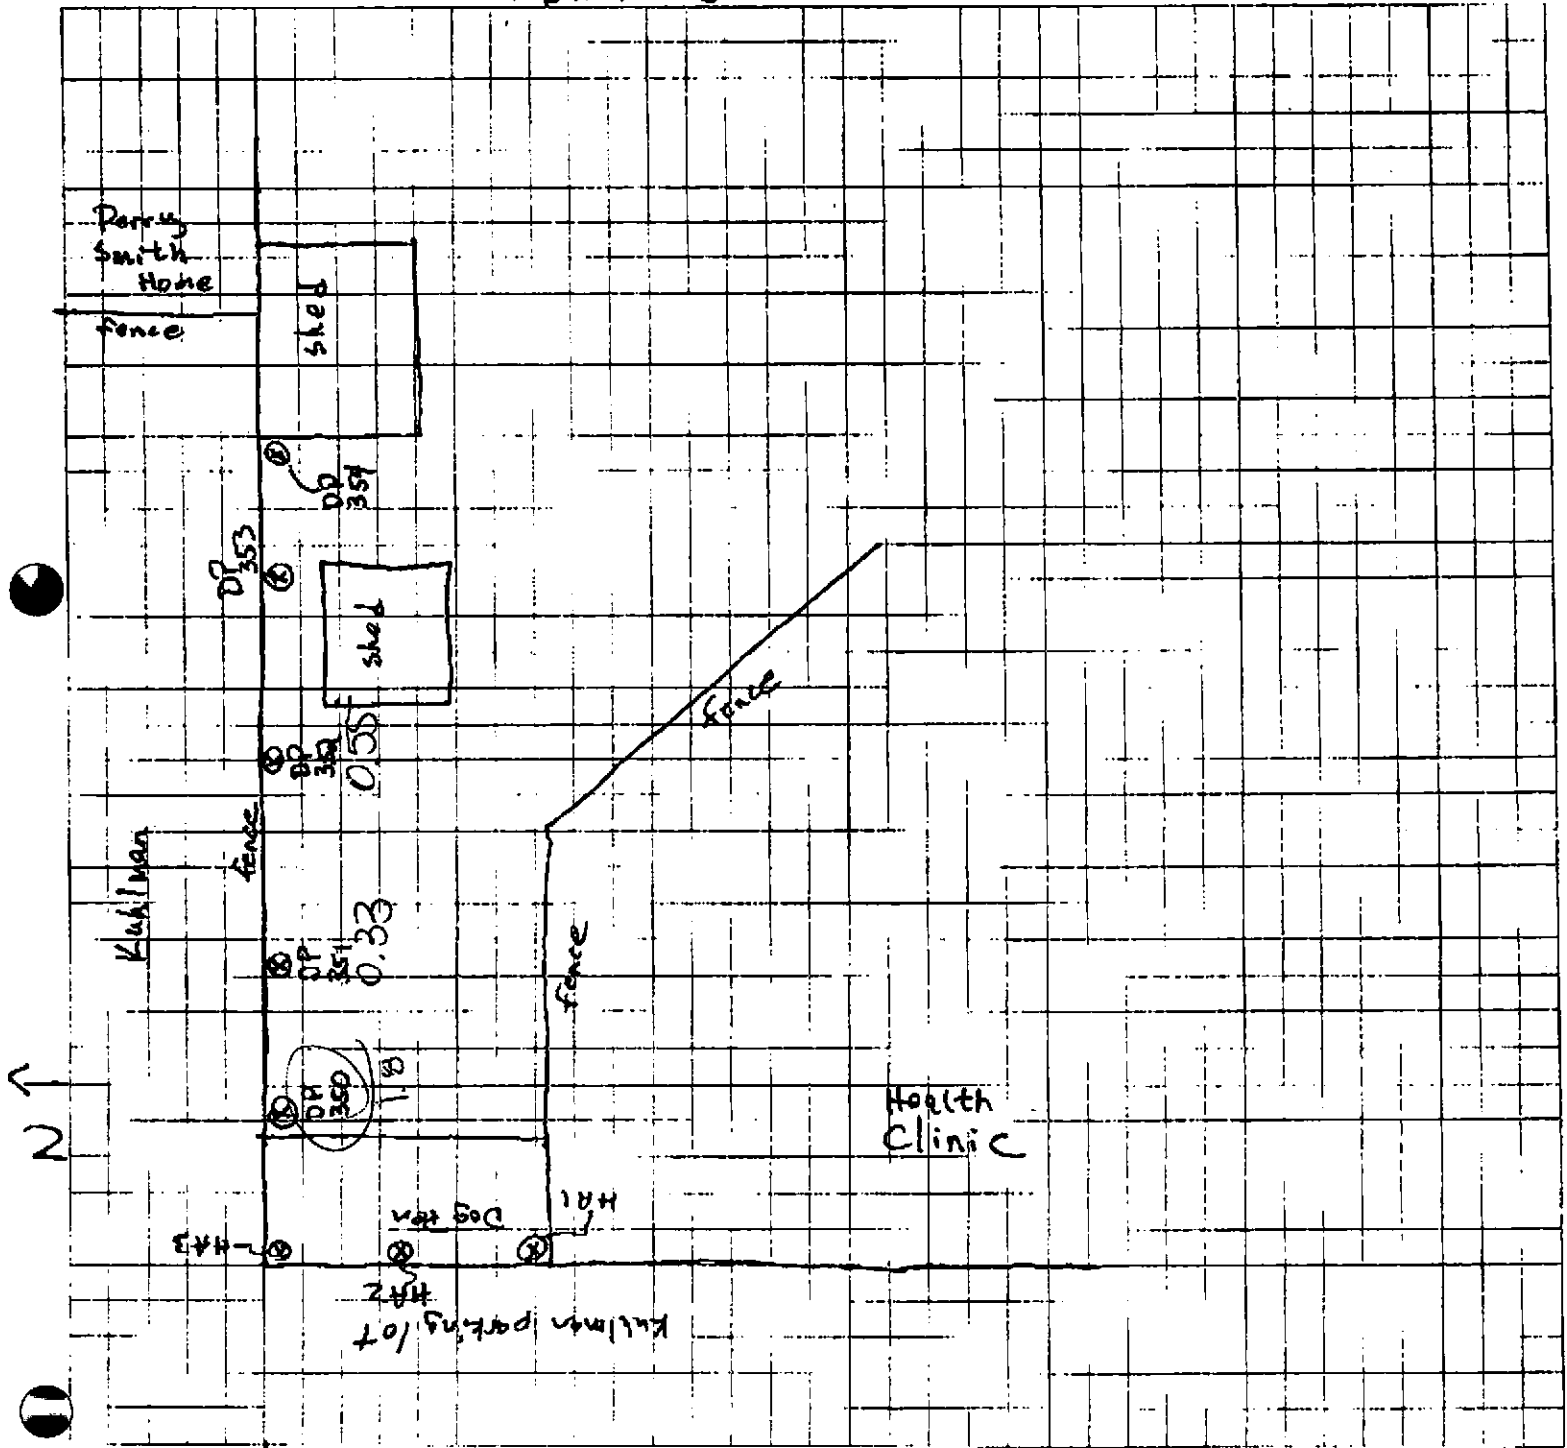 Perry
Smith
Home
fence
shed
DP
354
DP
353
shed
DP
352
0.55
fence
Kuhlman
fence
DP
351
0.33
fence
N
DP
350
1.8
Health
Clinic
HA3
HA2
HA1
Dog Pen
Kuhlman parking lot